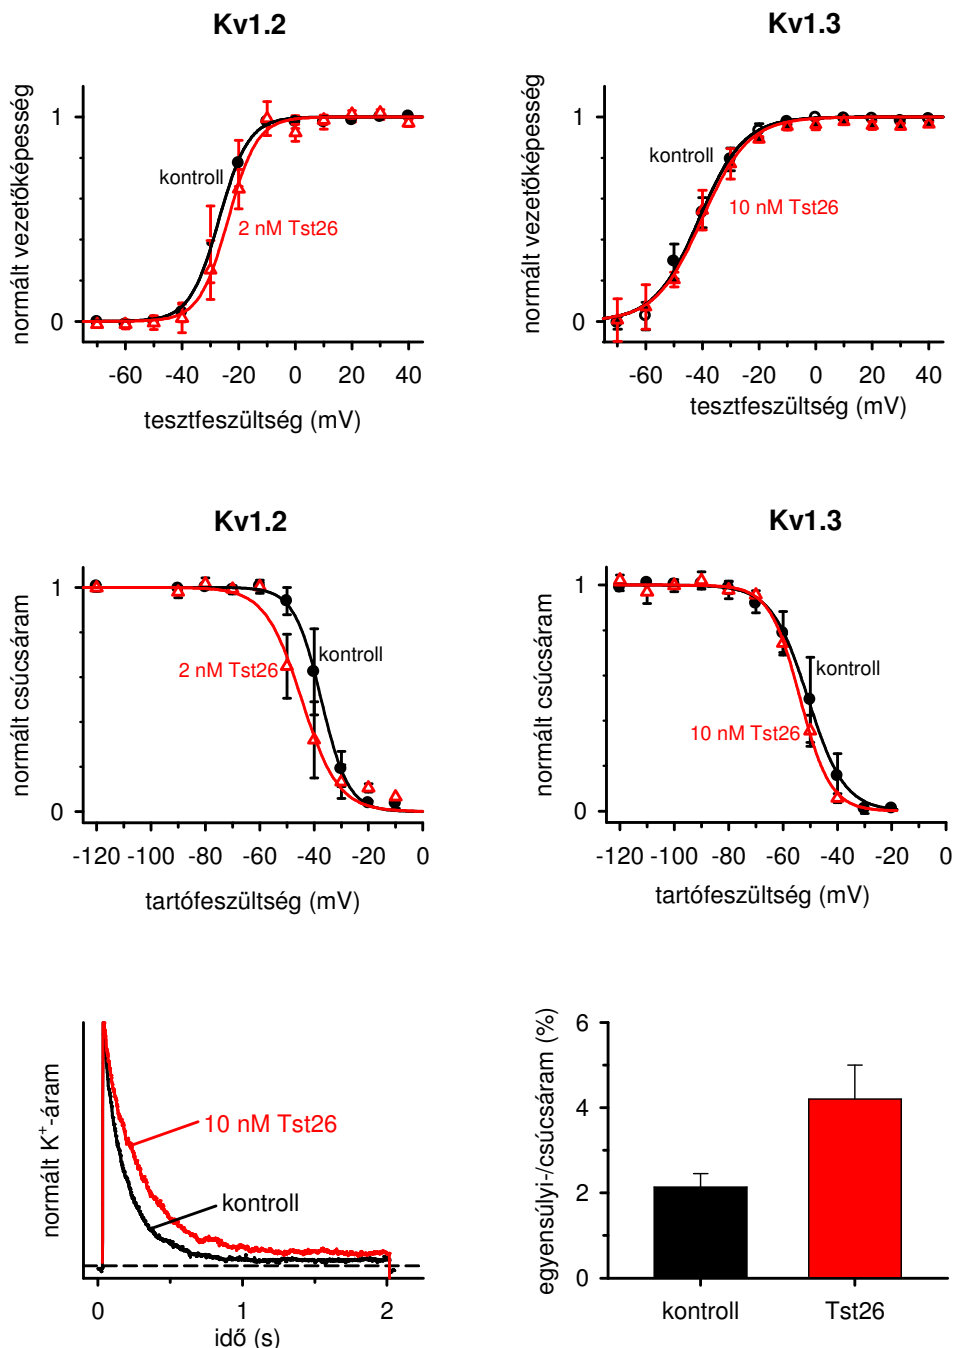 Kv1.2
normált vezetőképesség
1
0
kontroll
2 nM Tst26
-60 -40 -20 0 20 40
tesztfeszültség (mV)
Kv1.3
normált vezetőképesség
1
0
kontroll
10 nM Tst26
-60 -40 -20 0 20 40
tesztfeszültség (mV)
Kv1.2
normált csúcsáram
1
0
kontroll
2 nM Tst26
-120 -100 -80 -60 -40 -20 0
tartófeszültség (mV)
Kv1.3
normált csúcsáram
1
0
kontroll
10 nM Tst26
-120 -100 -80 -60 -40 -20 0
tartófeszültség (mV)
normált K⁺-áram
10 nM Tst26
kontroll
0 1 2
idő (s)
egyensúlyi-/csúcsáram (%)
6
4
2
0
kontroll Tst26